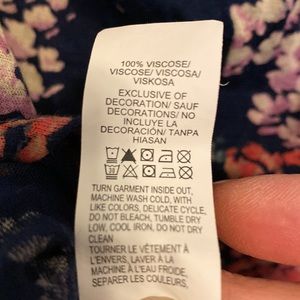 100% VISCOSE/
VISCOSE/ VISCOSA/
VISKOSA
EXCLUSIVE OF
DECORATION/ SAUF
DECORATIONS/ NO
INCLUYE LA
DECORACIÓN/ TANPA
HIASAN
TURN GARMENT INSIDE OUT,
MACHINE WASH COLD, WITH
LIKE COLORS, DELICATE CYCLE,
DO NOT BLEACH, TUMBLE DRY
LOW, COOL IRON, DO NOT DRY
CLEAN
TOURNER LE VÊTEMENT À
L'ENVERS, LAVER À LA
MACHINE À L'EAU FROIDE,
SEPARER LES COULEURS,